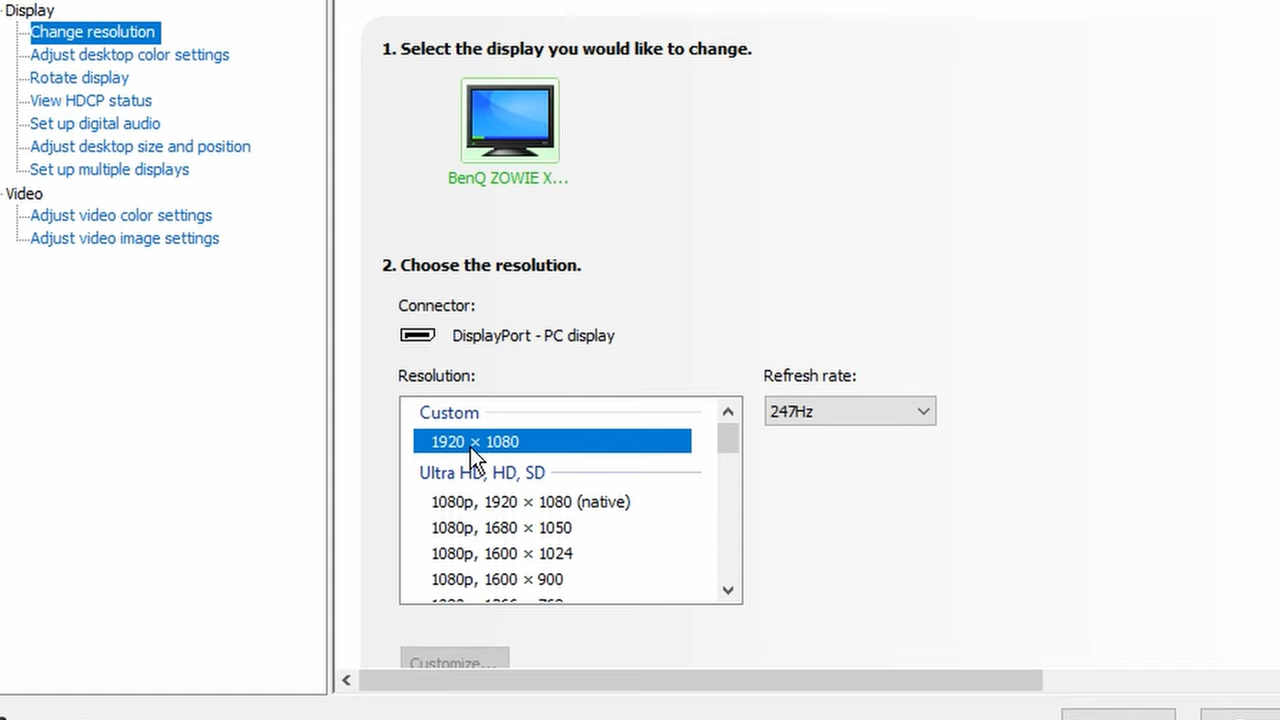 Display
Change resolution
Adjust desktop color settings
Rotate display
View HDCP status
Set up digital audio
Adjust desktop size and position
Set up multiple displays
Video
Adjust video color settings
Adjust video image settings
1. Select the display you would like to change.
BenQ ZOWIE X...
2. Choose the resolution.
Connector:
DisplayPort - PC display
Resolution:
Refresh rate:
Custom
247Hz
1920 × 1080
Ultra HD, HD, SD
1080p, 1920 × 1080 (native)
1080p, 1680 × 1050
1080p, 1600 × 1024
1080p, 1600 × 900
Customize...